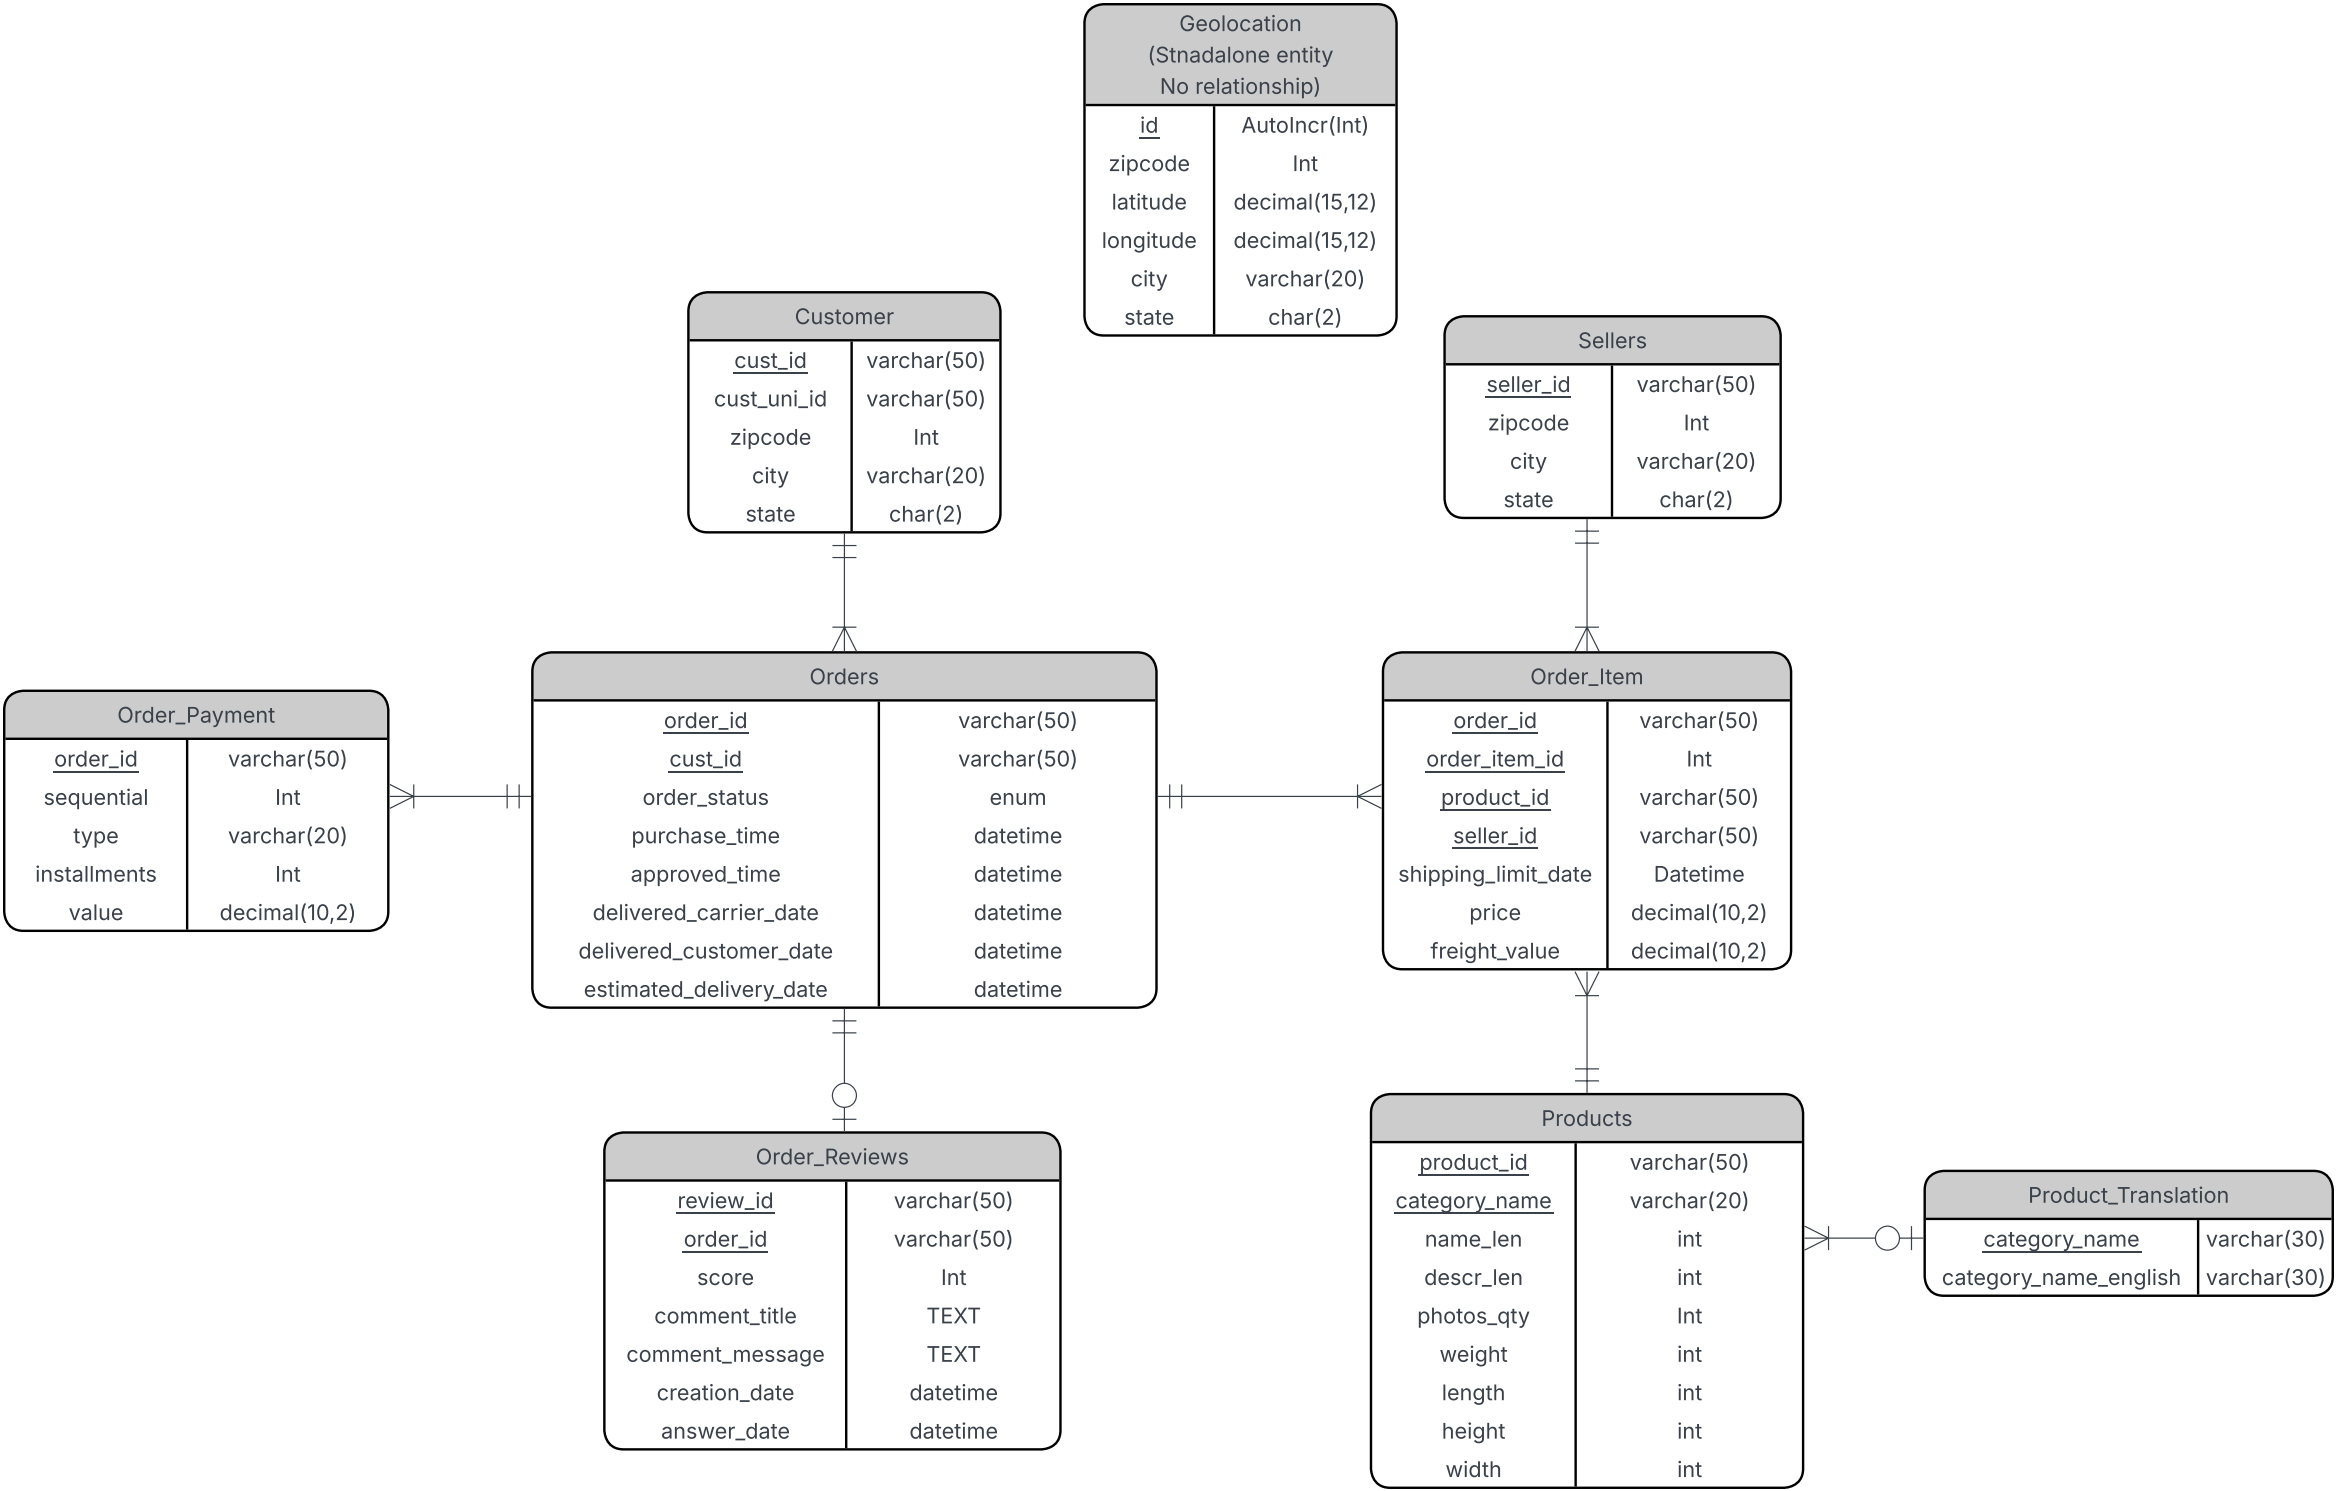 Geolocation
(Stnadalone entity
No relationship)
id AutoIncr(Int)
zipcode Int
latitude decimal(15,12)
longitude decimal(15,12)
city varchar(20)
state char(2)
Customer
cust_id varchar(50)
cust_uni_id varchar(50)
zipcode Int
city varchar(20)
state char(2)
Sellers
seller_id varchar(50)
zipcode Int
city varchar(20)
state char(2)
Order_Payment
order_id varchar(50)
sequential Int
type varchar(20)
installments Int
value decimal(10,2)
Orders
order_id varchar(50)
cust_id varchar(50)
order_status enum
purchase_time datetime
approved_time datetime
delivered_carrier_date datetime
delivered_customer_date datetime
estimated_delivery_date datetime
Order_Item
order_id varchar(50)
order_item_id Int
product_id varchar(50)
seller_id varchar(50)
shipping_limit_date Datetime
price decimal(10,2)
freight_value decimal(10,2)
Order_Reviews
review_id varchar(50)
order_id varchar(50)
score Int
comment_title TEXT
comment_message TEXT
creation_date datetime
answer_date datetime
Products
product_id varchar(50)
category_name varchar(20)
name_len int
descr_len int
photos_qty Int
weight int
length int
height int
width int
Product_Translation
category_name varchar(30)
category_name_english varchar(30)